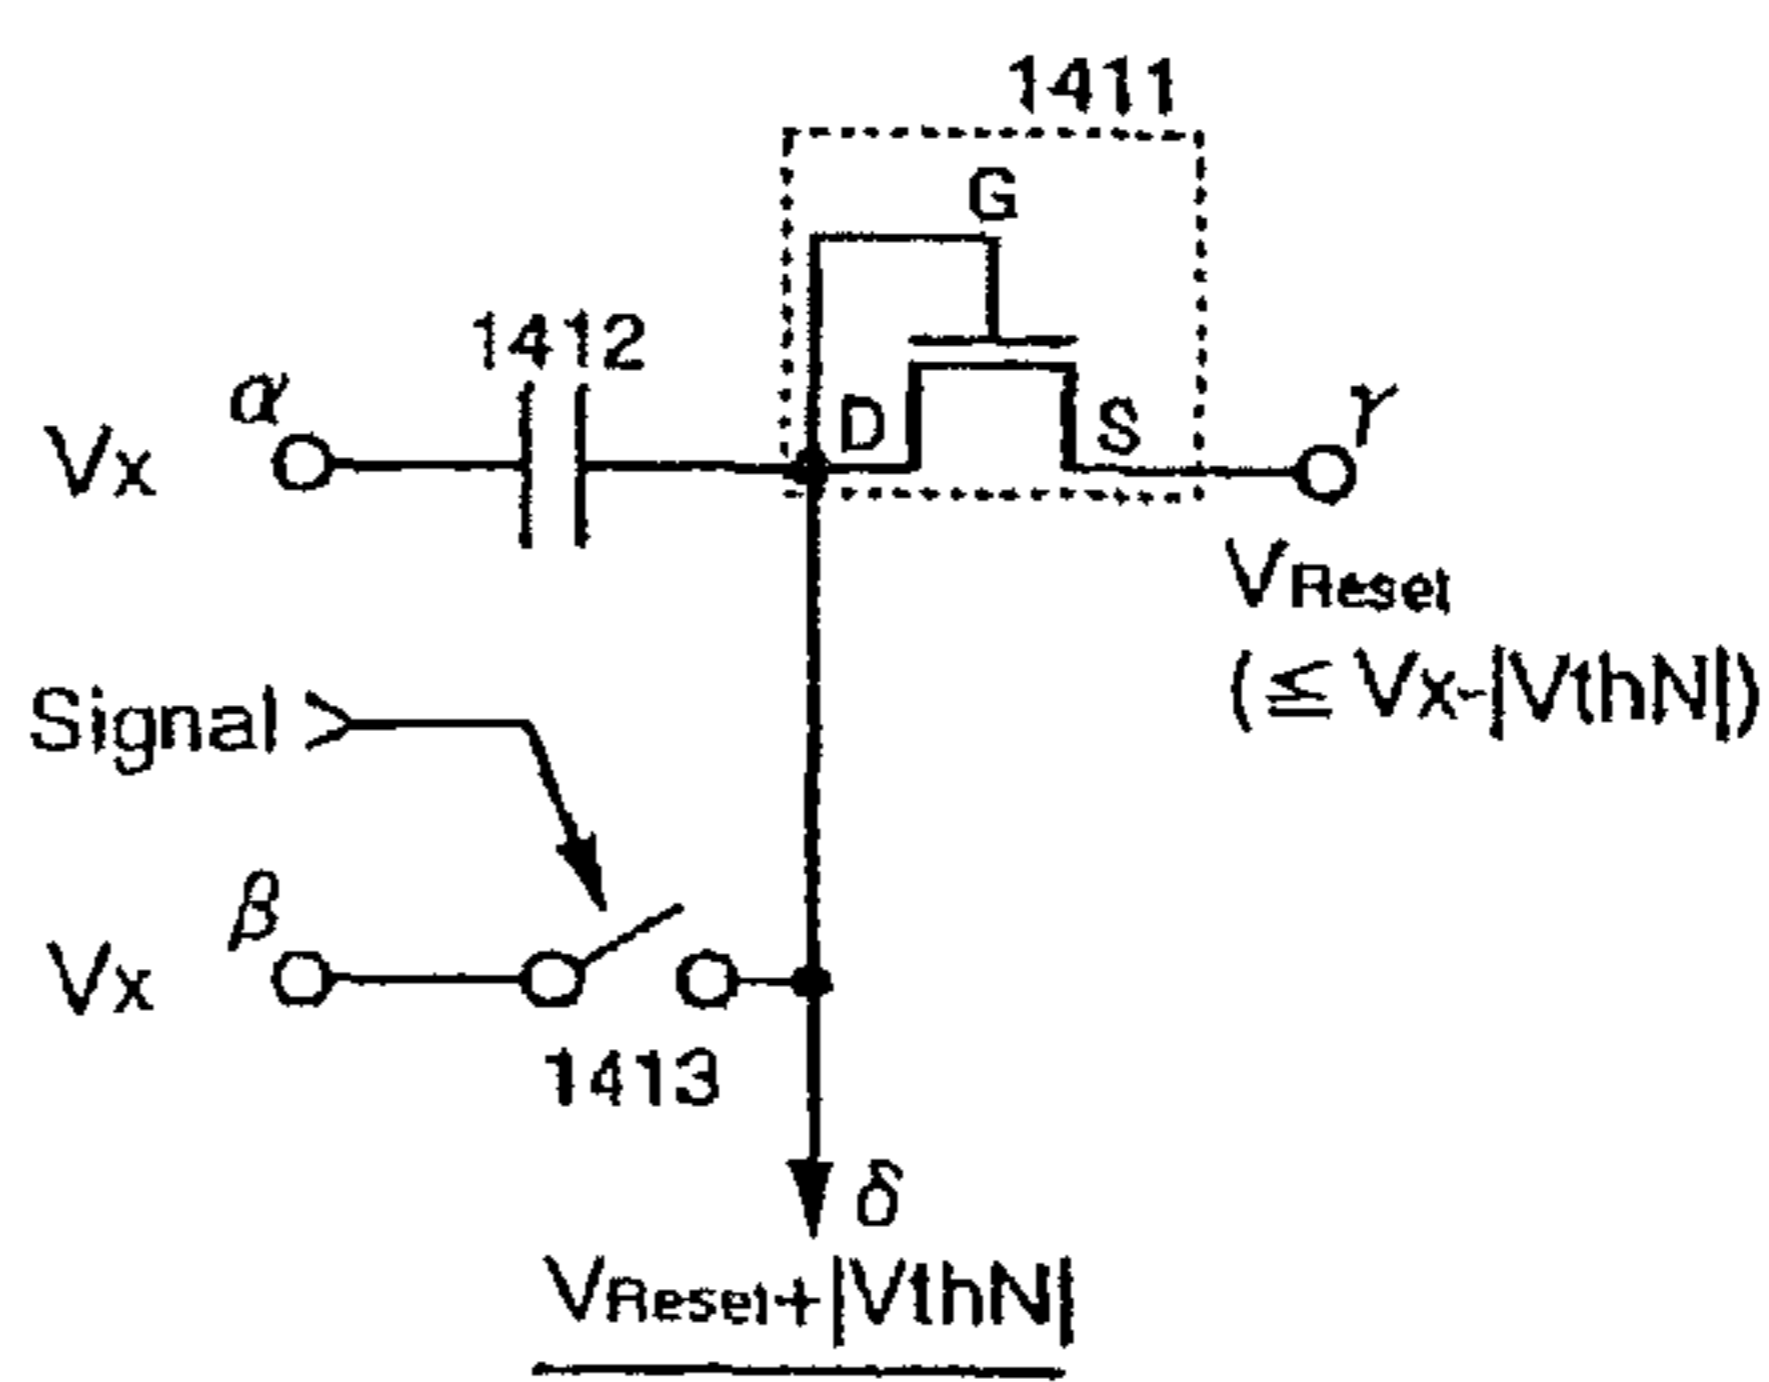 1411
G
1412
α
D
S
γ
Vx
VReset
(≦ Vx-|VthN|)
Signal
β
Vx
1413
δ
VReset+|VthN|